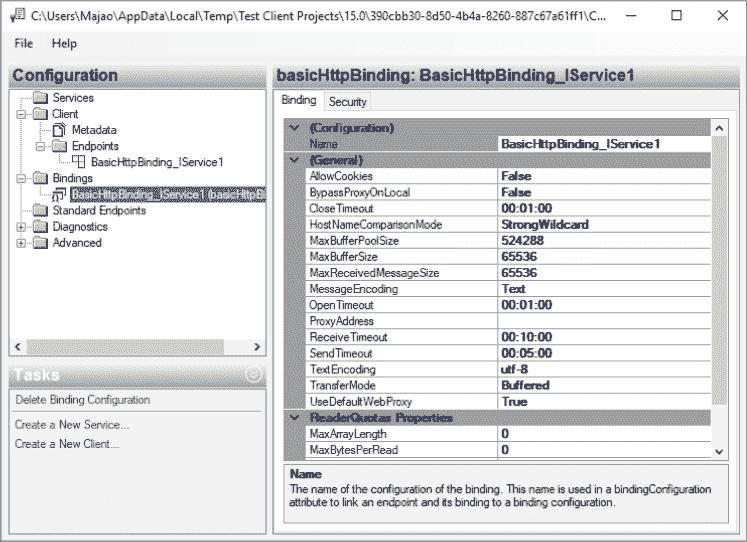 C:\Users\Majao\AppData\Local\Temp\Test Client Projects\15.0\390cbb30-8d50-4b4a-8260-887c67a61ff1\C...
File Help
Configuration
Services
Client
Metadata
Endpoints
BasicHttpBinding_IService1
Bindings
BasicHttpBinding_IService1 (basicHttpB
Standard Endpoints
Diagnostics
Advanced
Tasks
Delete Binding Configuration
Create a New Service...
Create a New Client...
basicHttpBinding: BasicHttpBinding_IService1
Binding Security
(Configuration)
Name BasicHttpBinding_IService1
(General)
AllowCookies False
BypassProxyOnLocal False
CloseTimeout 00:01:00
HostNameComparisonMode StrongWildcard
MaxBufferPoolSize 524288
MaxBufferSize 65536
MaxReceivedMessageSize 65536
MessageEncoding Text
OpenTimeout 00:01:00
ProxyAddress
ReceiveTimeout 00:10:00
SendTimeout 00:05:00
TextEncoding utf-8
TransferMode Buffered
UseDefaultWebProxy True
ReaderQuotas Properties
MaxArrayLength 0
MaxBytesPerRead 0
Name
The name of the configuration of the binding. This name is used in a bindingConfiguration
attribute to link an endpoint and its binding to a binding configuration.